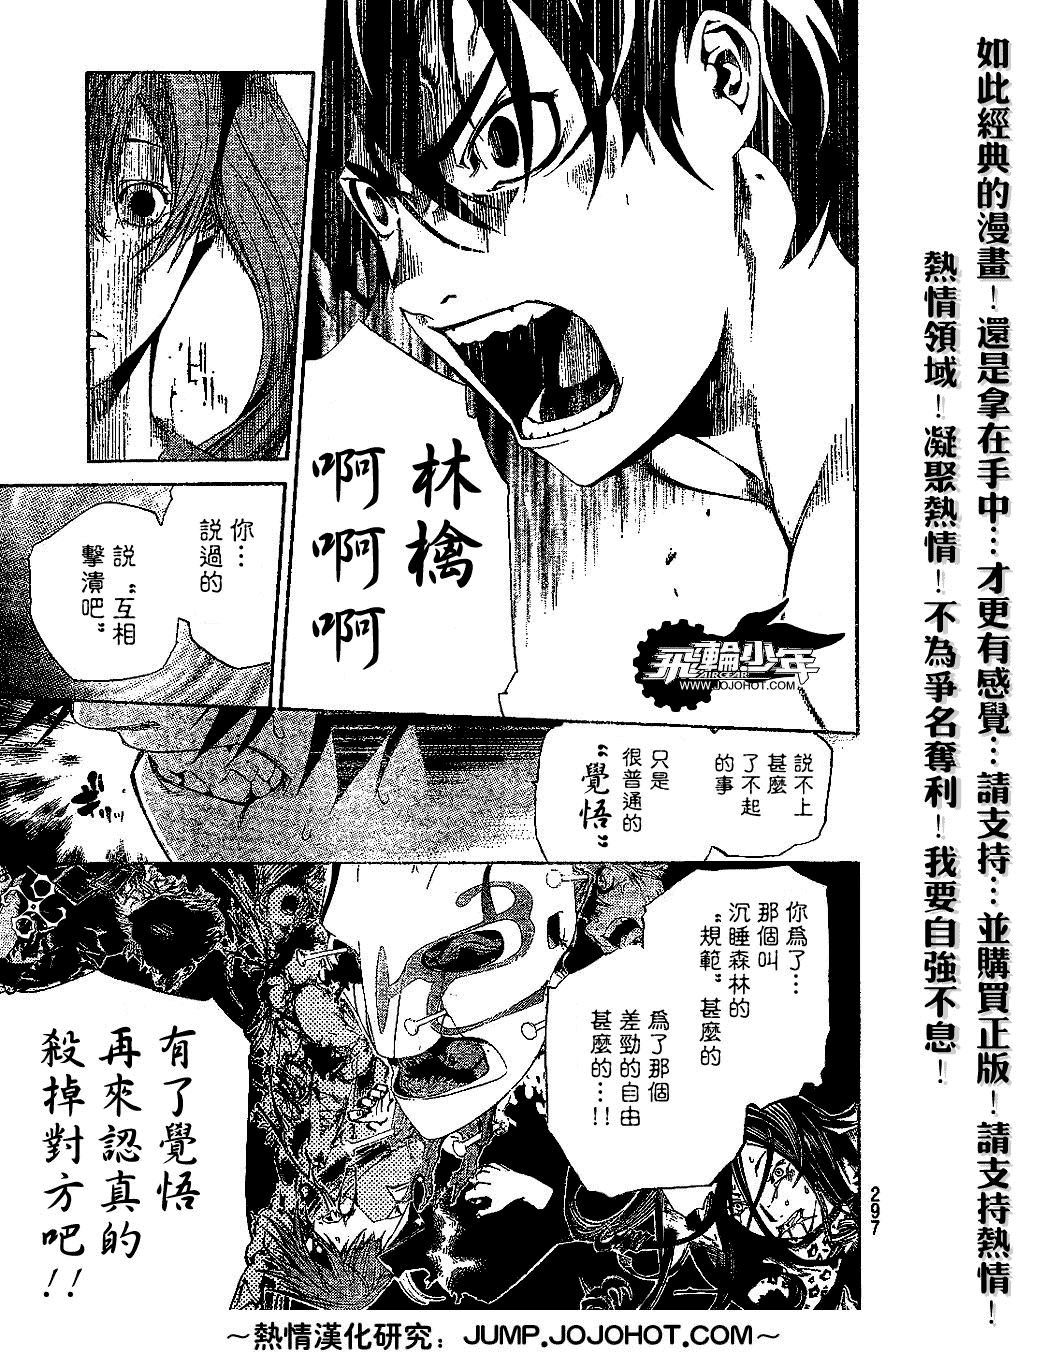 如此經典的漫畫！還是拿在手中…才更有感覺…請支持…並購買正版！請支持熱情！
熱情領域！凝聚熱情！不為爭名奪利！我要自強不息！
林檎
啊啊啊
你…
説過的
説“互相
擊潰吧”
飛輪少年
AIR GEAR
WWW.JOJOHOT.COM
説不上
甚麼
了不起
的事
只是
很普通的
“覺悟”
你爲了…
那個叫
沉睡森林的
“規範”甚麼的
爲了那個
差勁的自由
甚麼的…!!
有了覺悟
再來認真的
殺掉對方吧!!
297
～熱情漢化研究：JUMP.JOJOHOT.COM～